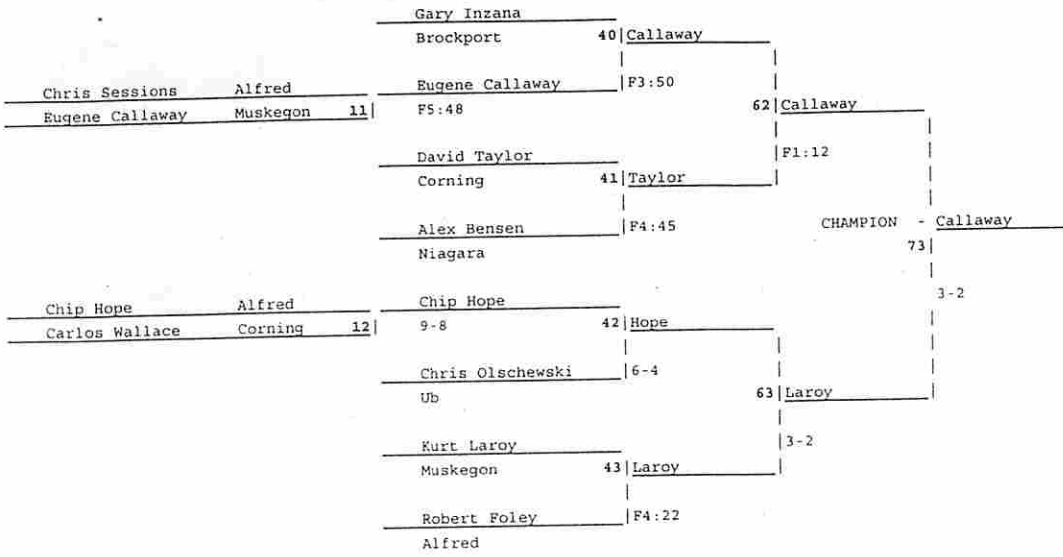 Gary Inzana
Brockport 40 Callaway
Chris Sessions Alfred Eugene Callaway F3:50
Eugene Callaway Muskegon 11 F5:48 62 Callaway
David Taylor F1:12
Corning 41 Taylor
Alex Bensen F4:45 CHAMPION - Callaway
Niagara 73
Chip Hope Alfred Chip Hope 3-2
Carlos Wallace Corning 12 9-8 42 Hope
Chris Olschewski 6-4
Ub 63 Laroy
Kurt Laroy 3-2
Muskegon 43 Laroy
Robert Foley F4:22
Alfred